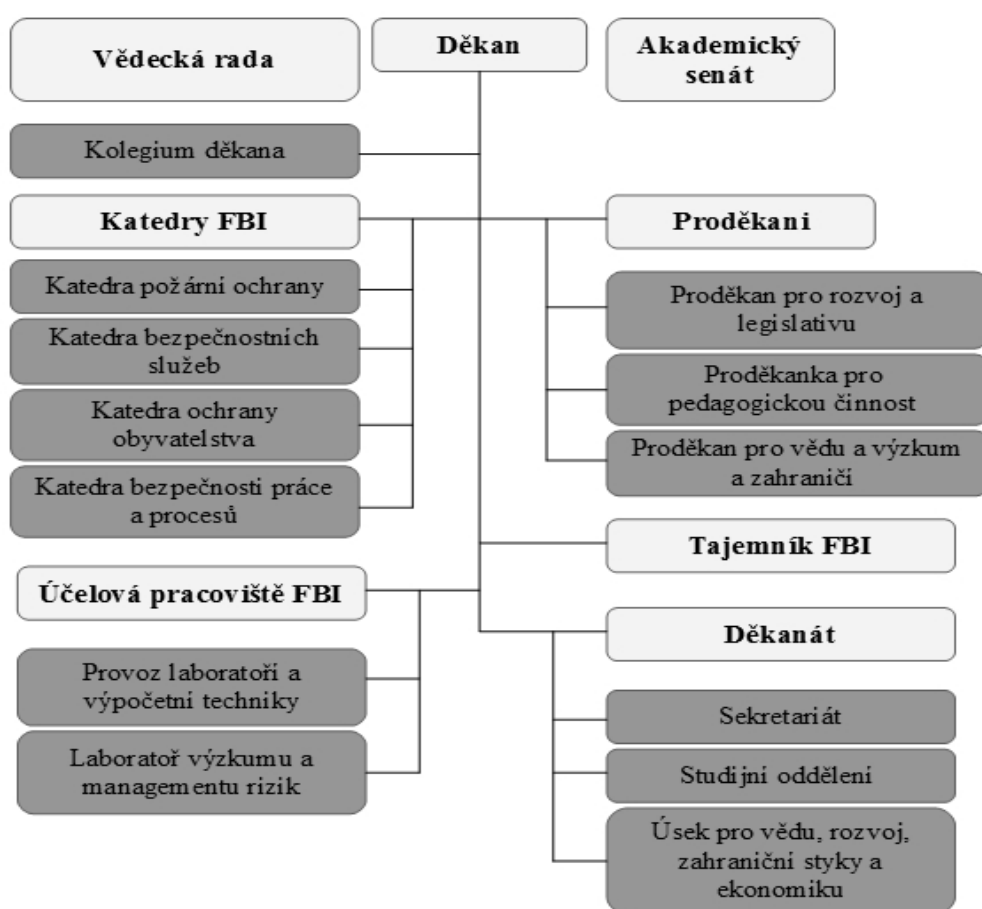 Vědecká rada
Děkan
Akademický
senát
Kolegium děkana
Katedry FBI
Katedra požární ochrany
Katedra bezpečnostních
služeb
Katedra ochrany
obyvatelstva
Katedra bezpečnosti práce
a procesů
Účelová pracoviště FBI
Provoz laboratoří a
výpočetní techniky
Laboratoř výzkumu a
managementu rizik
Proděkani
Proděkan pro rozvoj a
legislativu
Proděkanka pro
pedagogickou činnost
Proděkan pro vědu a výzkum
a zahraničí
Tajemník FBI
Děkanát
Sekretariát
Studijní oddělení
Úsek pro vědu, rozvoj,
zahraniční styky a
ekonomiku